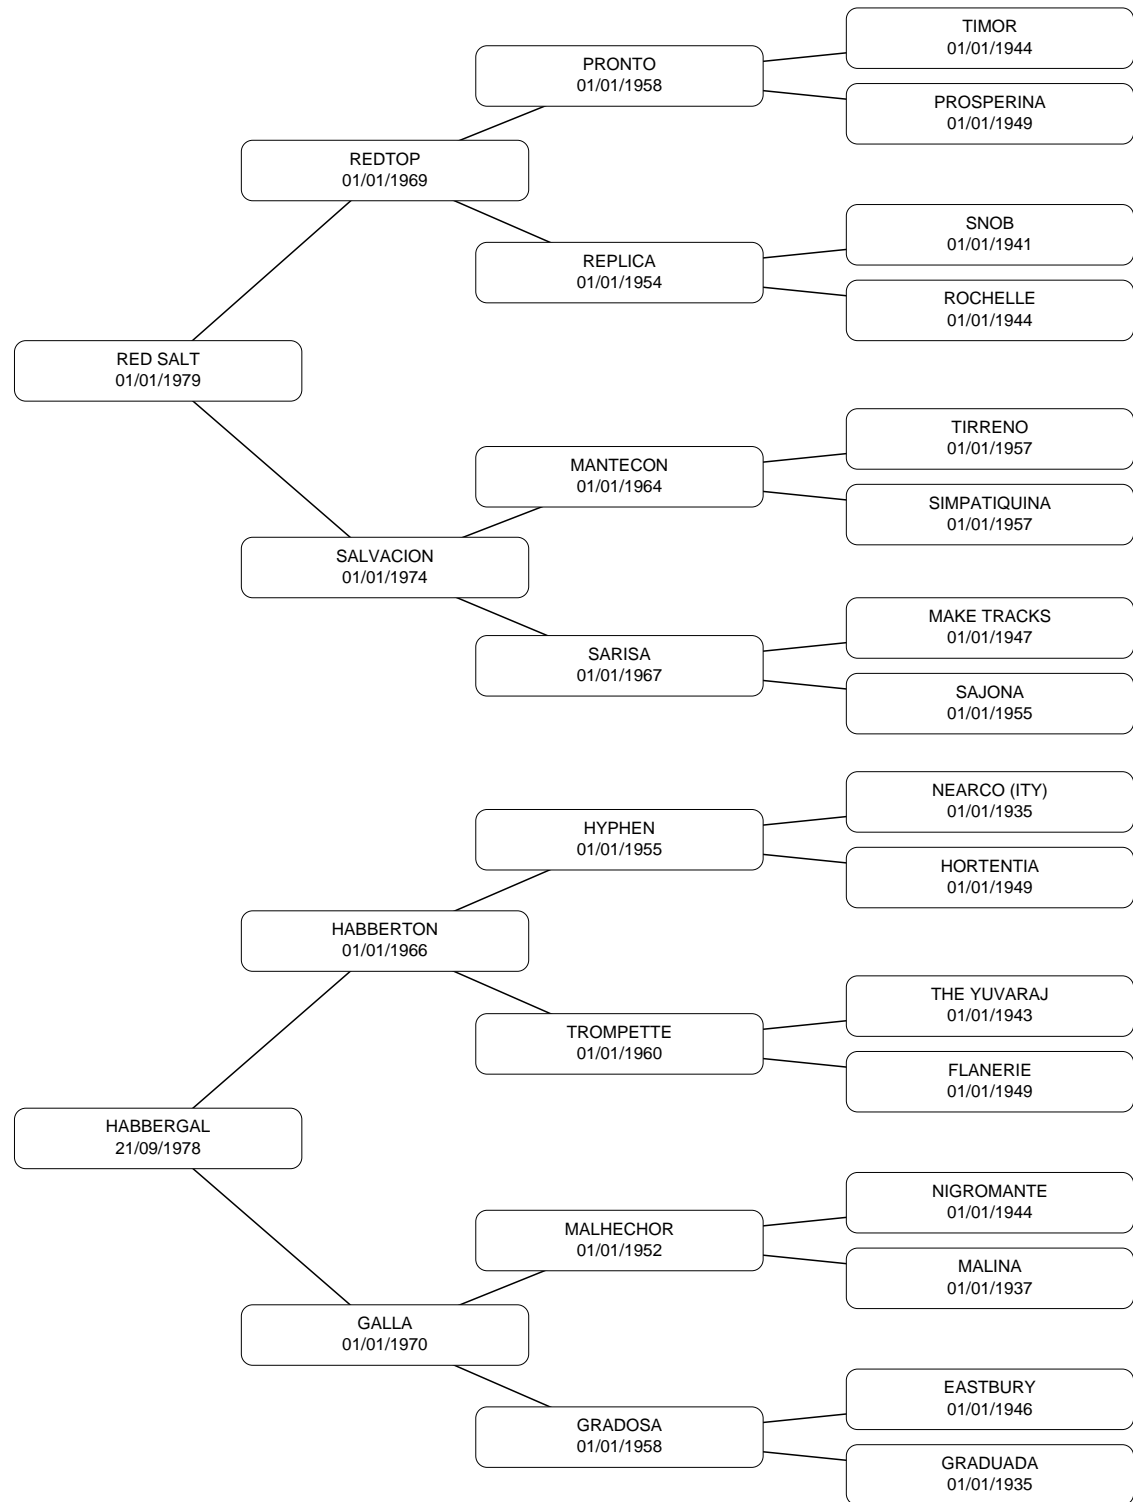 TIMOR
01/01/1944
PRONTO
01/01/1958
PROSPERINA
01/01/1949
REDTOP
01/01/1969
SNOB
01/01/1941
REPLICA
01/01/1954
ROCHELLE
01/01/1944
RED SALT
01/01/1979
TIRRENO
01/01/1957
MANTECON
01/01/1964
SIMPATIQUINA
01/01/1957
SALVACION
01/01/1974
MAKE TRACKS
01/01/1947
SARISA
01/01/1967
SAJONA
01/01/1955
NEARCO (ITY)
01/01/1935
HYPHEN
01/01/1955
HORTENTIA
01/01/1949
HABBERTON
01/01/1966
THE YUVARAJ
01/01/1943
TROMPETTE
01/01/1960
FLANERIE
01/01/1949
HABBERGAL
21/09/1978
NIGROMANTE
01/01/1944
MALHECHOR
01/01/1952
MALINA
01/01/1937
GALLA
01/01/1970
EASTBURY
01/01/1946
GRADOSA
01/01/1958
GRADUADA
01/01/1935